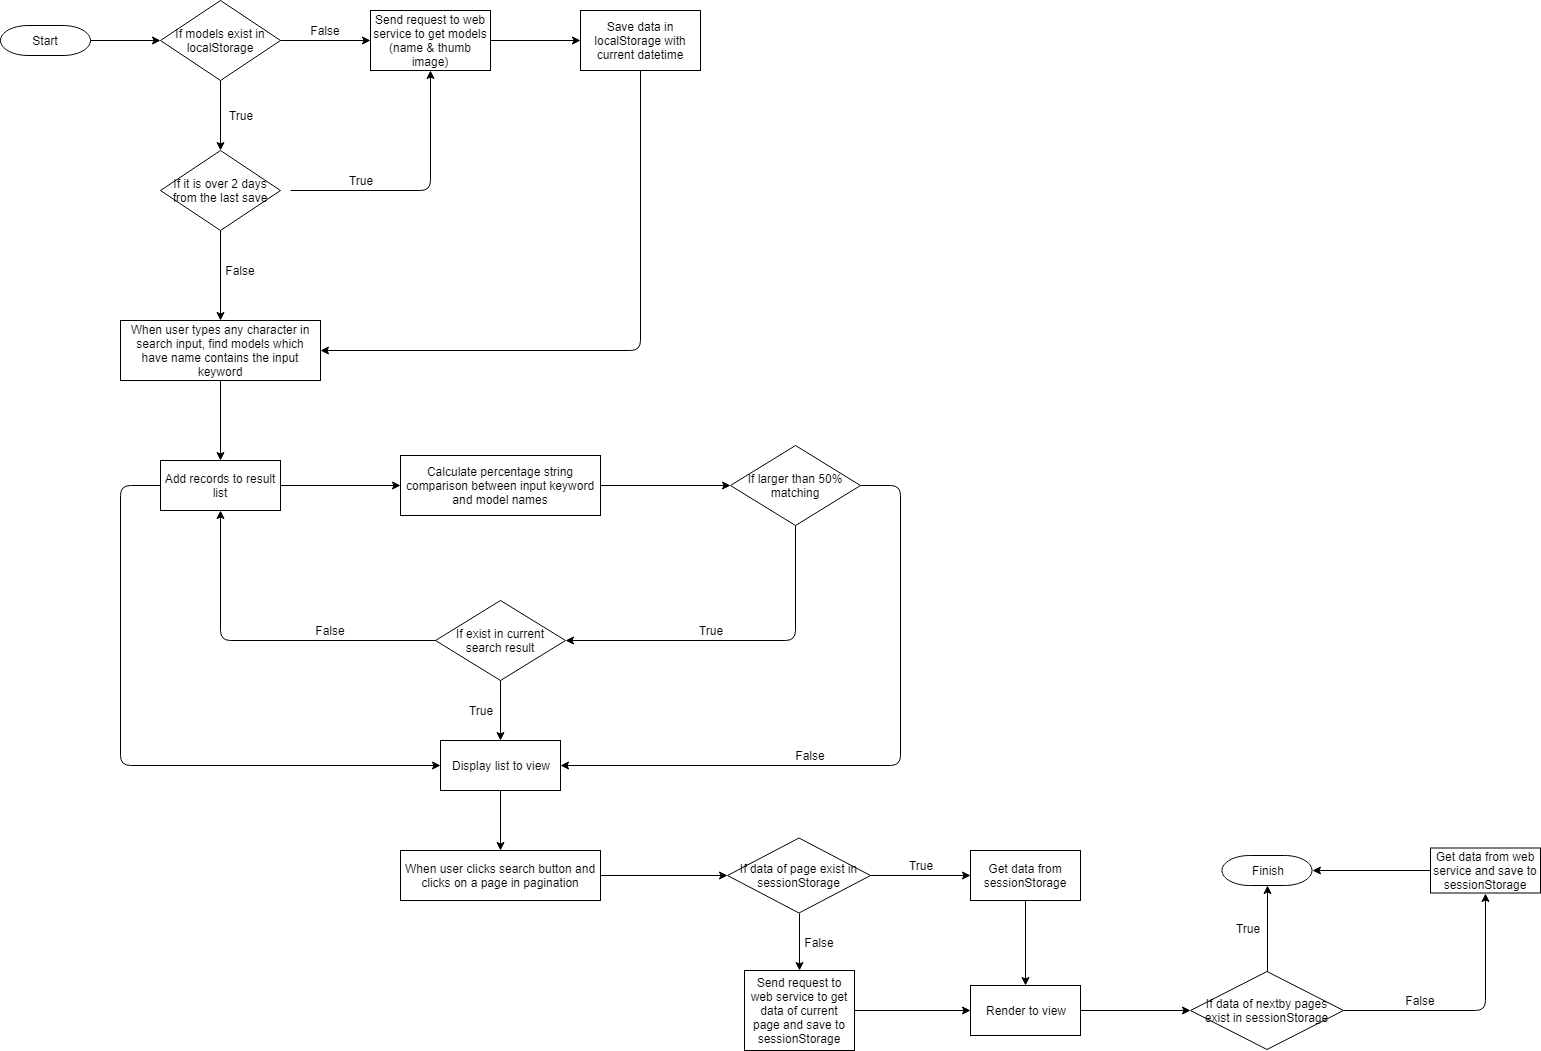 Start
If models exist in
localStorage
False
Send request to web
service to get models
(name & thumb
image)
Save data in
localStorage with
current datetime
True
If it is over 2 days
from the last save
True
False
When user types any character in
search input, find models which
have name contains the input
keyword
Add records to result
list
Calculate percentage string
comparison between input keyword
and model names
If larger than 50%
matching
False
If exist in current
search result
True
True
False
Display list to view
When user clicks search button and
clicks on a page in pagination
If data of page exist in
sessionStorage
True
Get data from
sessionStorage
Finish
Get data from web
service and save to
sessionStorage
False
True
Send request to
web service to get
data of current
page and save to
sessionStorage
Render to view
If data of nextby pages
exist in sessionStorage
False